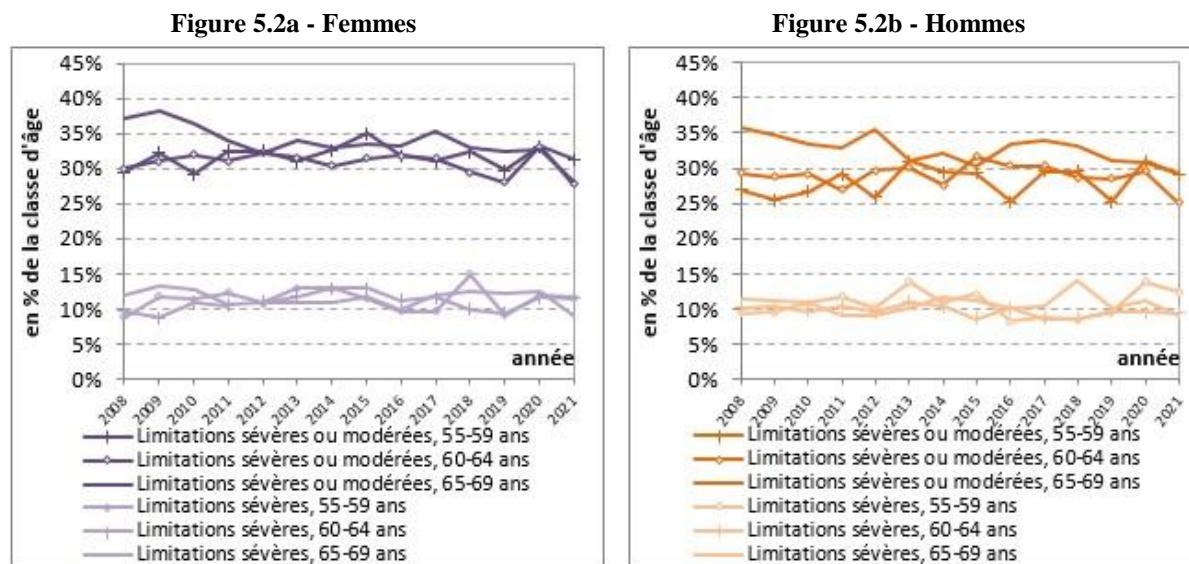 Figure 5.2a - Femmes
45%
40%
35%
30%
25%
20%
15%
10%
5%
0%
en % de la classe d'âge
année
2008 2009 2010 2011 2012 2013 2014 2015 2016 2017 2018 2019 2020 2021
Limitations sévères ou modérées, 55-59 ans
Limitations sévères ou modérées, 60-64 ans
Limitations sévères ou modérées, 65-69 ans
Limitations sévères, 55-59 ans
Limitations sévères, 60-64 ans
Limitations sévères, 65-69 ans
Figure 5.2b - Hommes
45%
40%
35%
30%
25%
20%
15%
10%
5%
0%
en % de la classe d'âge
année
2008 2009 2010 2011 2012 2013 2014 2015 2016 2017 2018 2019 2020 2021
Limitations sévères ou modérées, 55-59 ans
Limitations sévères ou modérées, 60-64 ans
Limitations sévères ou modérées, 65-69 ans
Limitations sévères, 55-59 ans
Limitations sévères, 60-64 ans
Limitations sévères, 65-69 ans